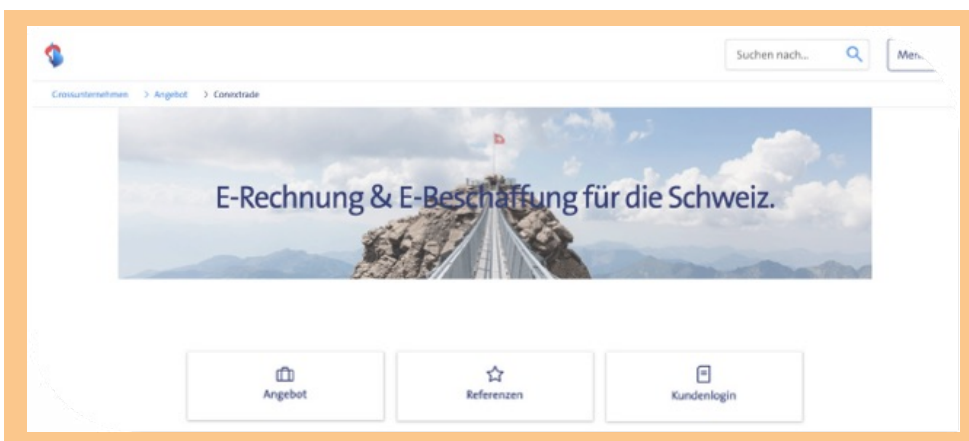 Suchen nach...
Grossunternehmen > Angebot > Conextrade
E-Rechnung & E-Beschaffung für die Schweiz.
Angebot
Referenzen
Kundenlogin